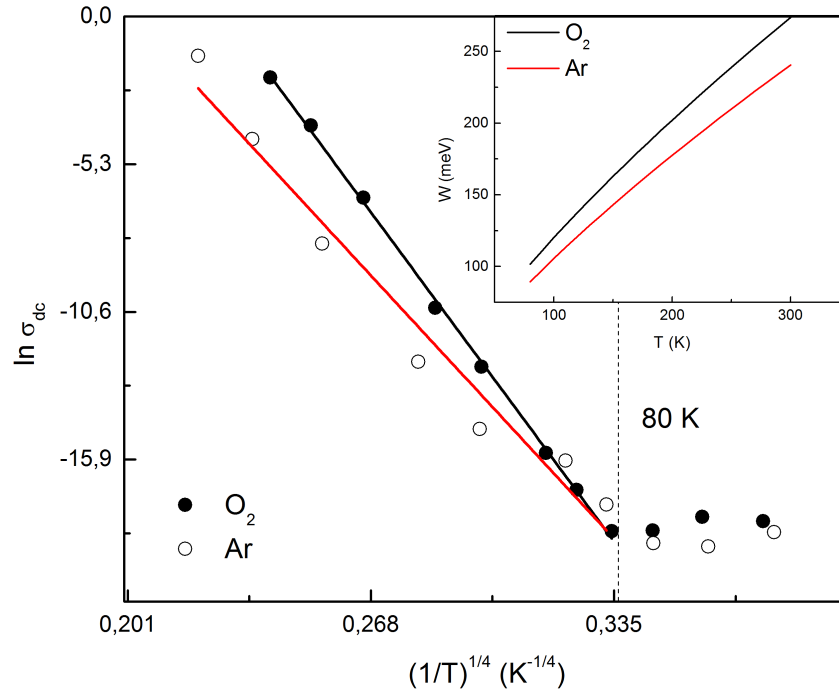 0,0
-5,3
-10,6
-15,9
ln σdc
0,201
0,268
0,335
(1/T)^1/4 (K^-1/4)
O2
Ar
80 K
O2
Ar
250
200
150
100
W (meV)
100
200
300
T (K)